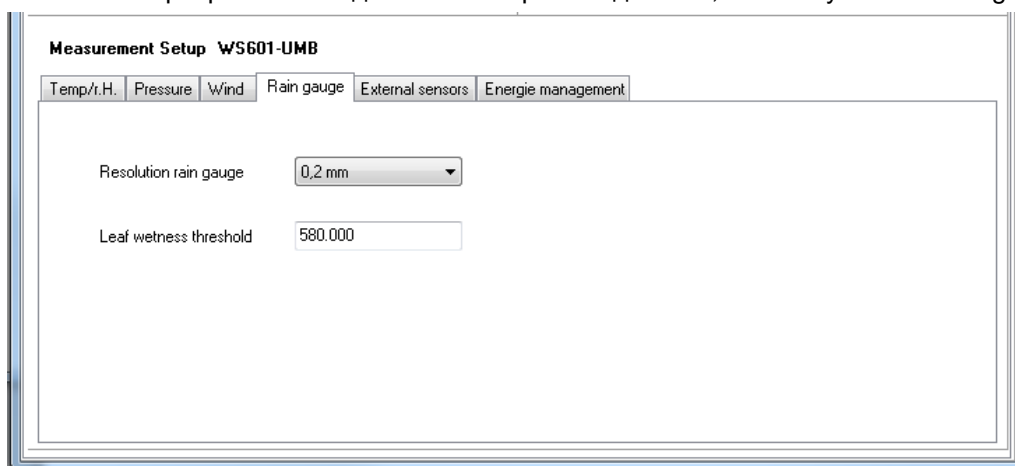 Measurement Setup WS601-UMB
Temp/r.H. Pressure Wind Rain gauge External sensors Energie management
Resolution rain gauge 0,2 mm
Leaf wetness threshold 580.000